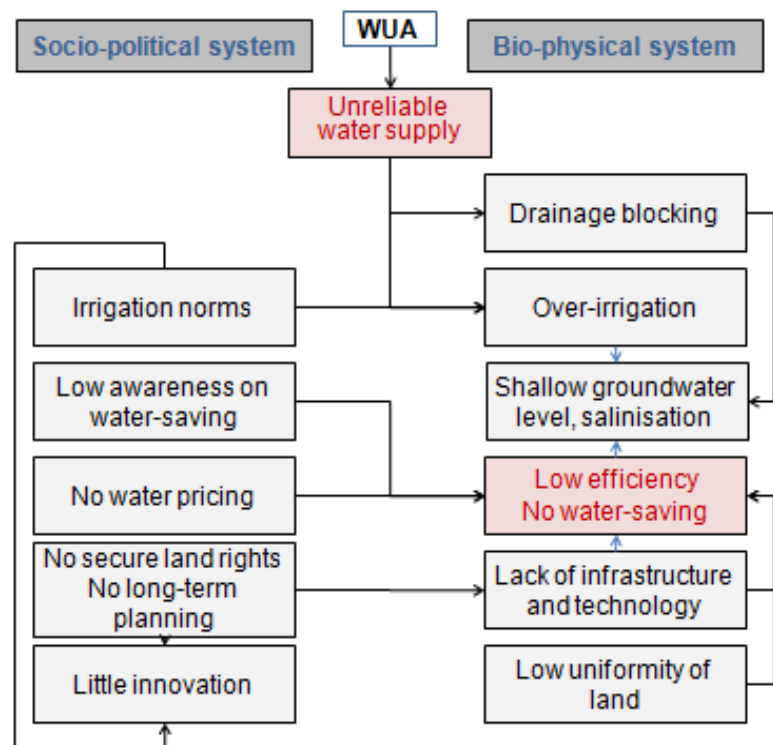 Socio-political system
WUA
Bio-physical system
Unreliable
water supply
Drainage blocking
Irrigation norms
Over-irrigation
Low awareness on
water-saving
Shallow groundwater
level, salinisation
No water pricing
Low efficiency
No water-saving
No secure land rights
No long-term
planning
Lack of infrastructure
and technology
Little innovation
Low uniformity of
land